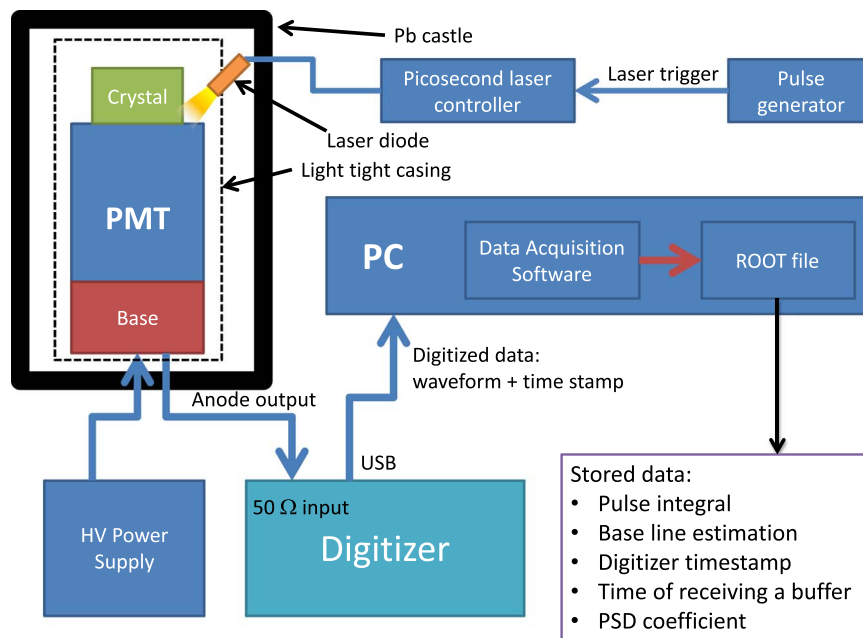 Pb castle
Crystal
Picosecond laser
controller
Laser trigger
Pulse
generator
Laser diode
Light tight casing
PMT
Base
PC
Data Acquisition
Software
ROOT file
Digitized data:
waveform + time stamp
Anode output
USB
HV Power
Supply
50 Ω input
Digitizer
Stored data:
• Pulse integral
• Base line estimation
• Digitizer timestamp
• Time of receiving a buffer
• PSD coefficient